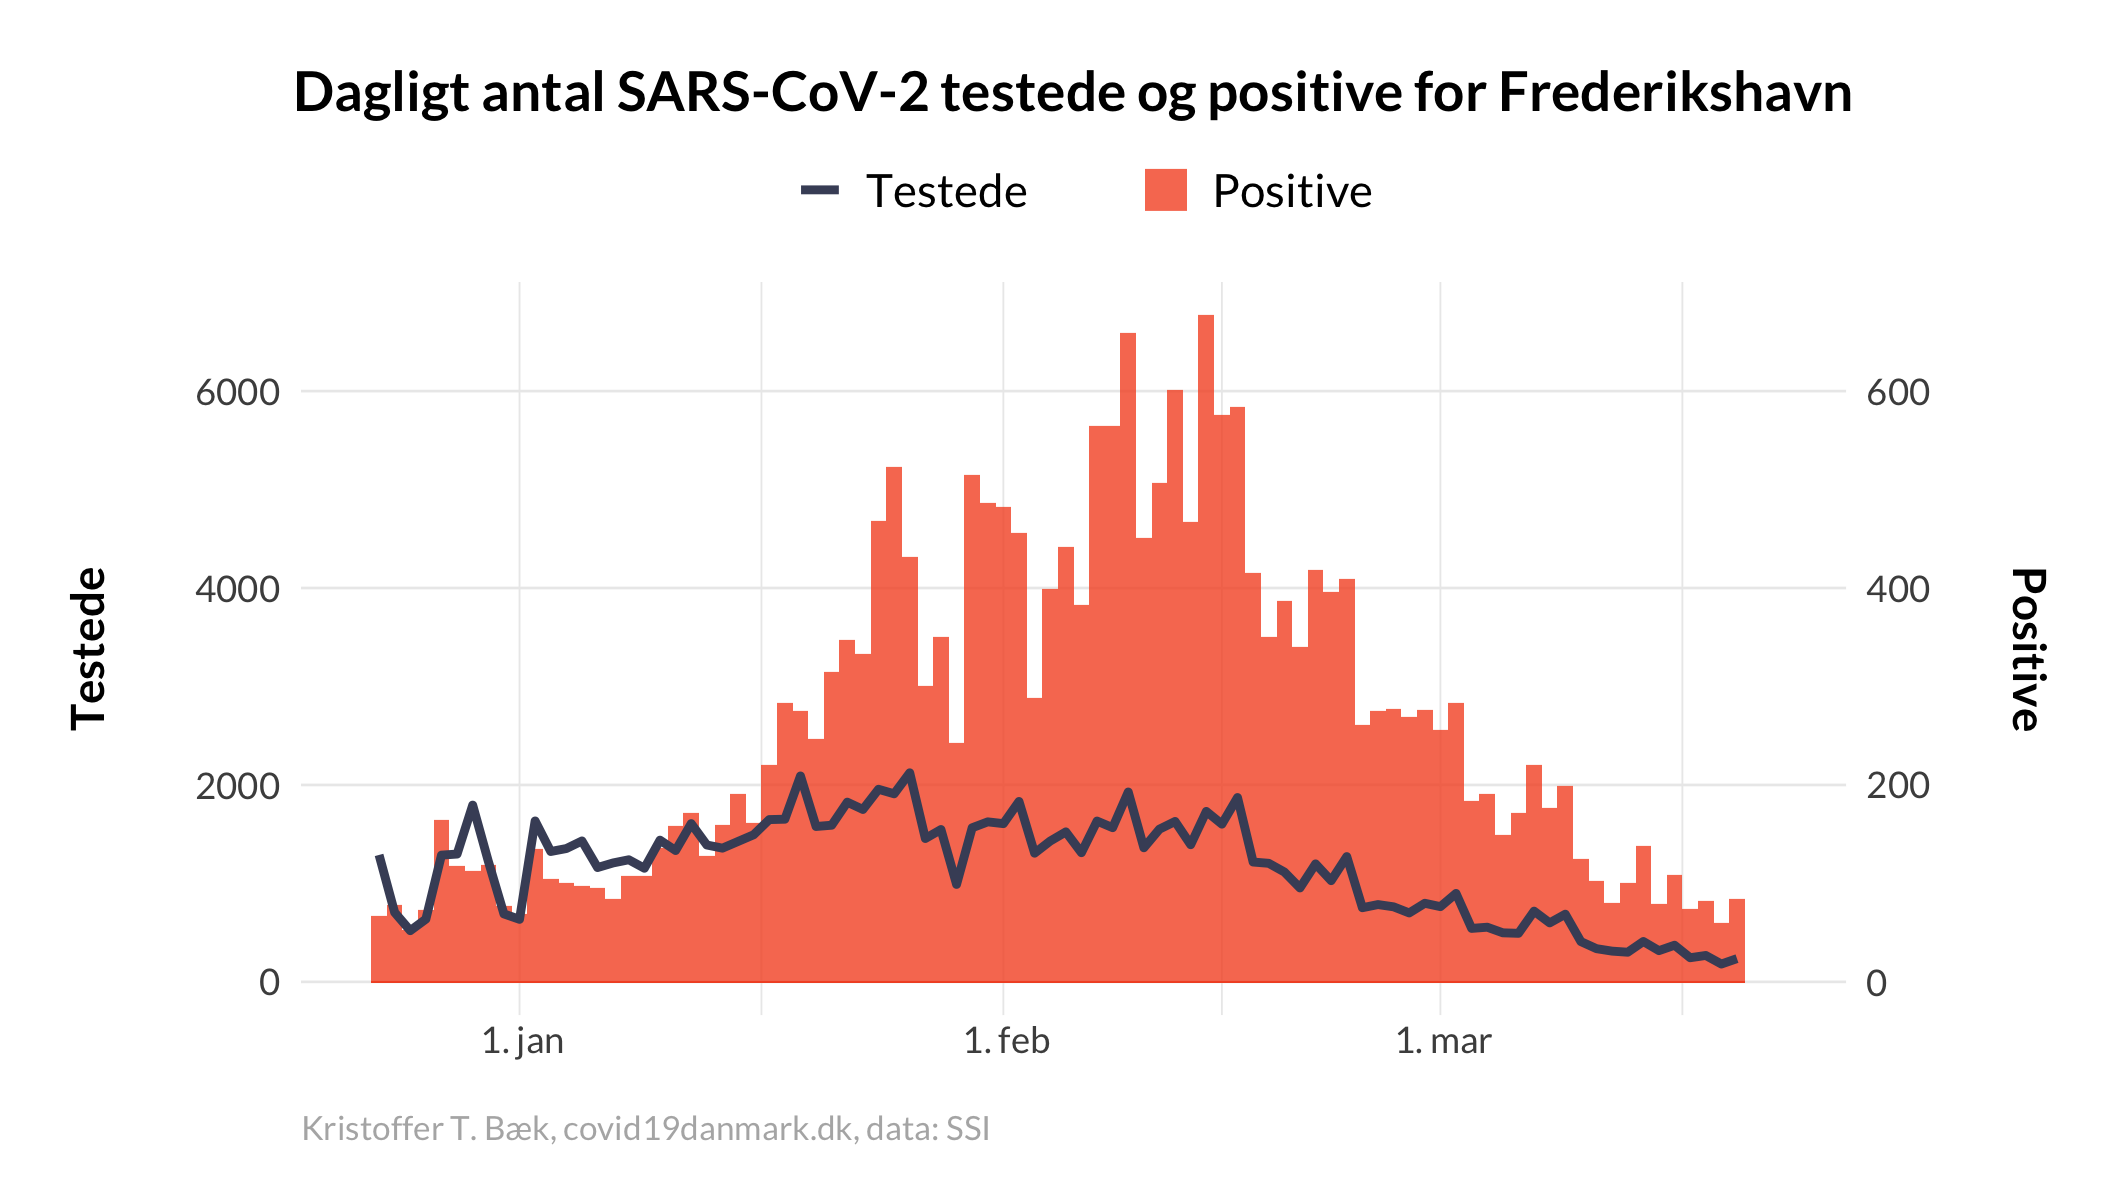 Dagligt antal SARS-CoV-2 testede og positive for Frederikshavn
Testede
Positive
6000
4000
2000
0
Testede
600
400
200
0
Positive
1. jan
1. feb
1. mar
Kristoffer T. Bæk, covid19danmark.dk, data: SSI